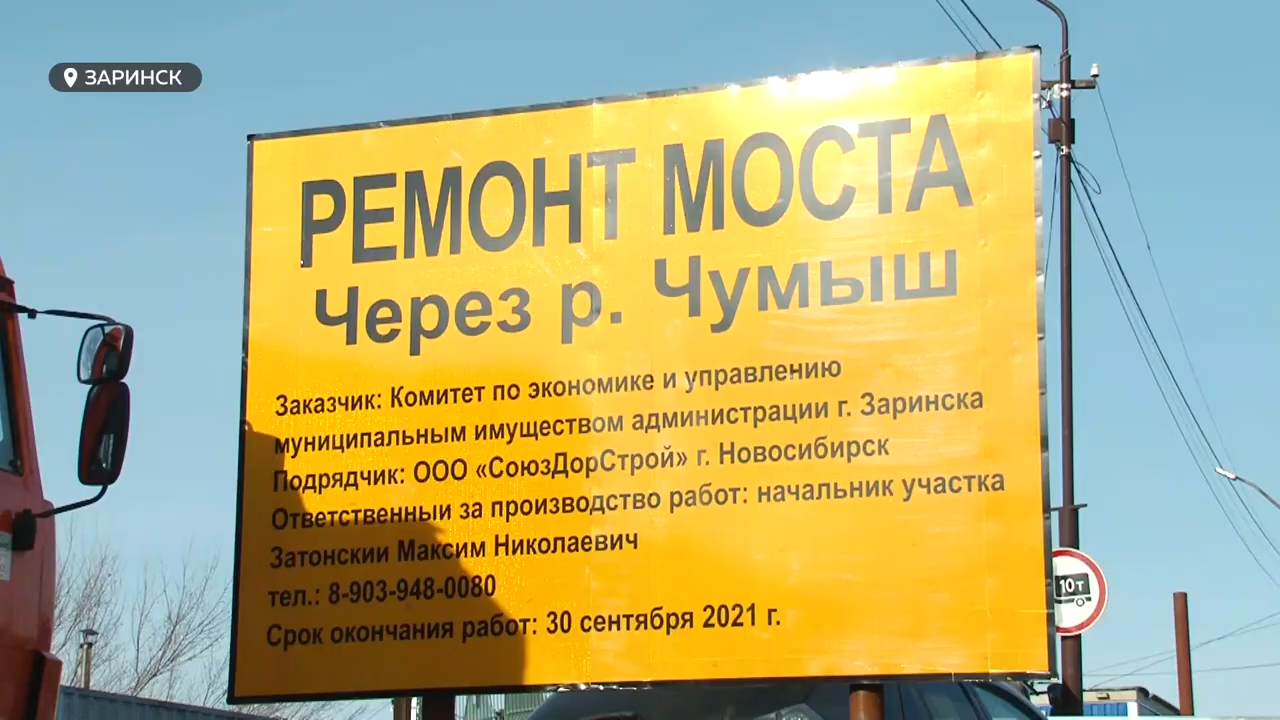 ЗАРИНСК
РЕМОНТ МОСТА
Через р. Чумыш
Заказчик: Комитет по экономике и управлению
муниципальным имуществом администрации г. Заринска
Подрядчик: ООО «СоюзДорСтрой» г. Новосибирск
Ответственныи за производство работ: начальник участка
Затонскии Максим Николаевич
тел.: 8-903-948-0080
Срок окончания работ: 30 сентября 2021 г.
10т